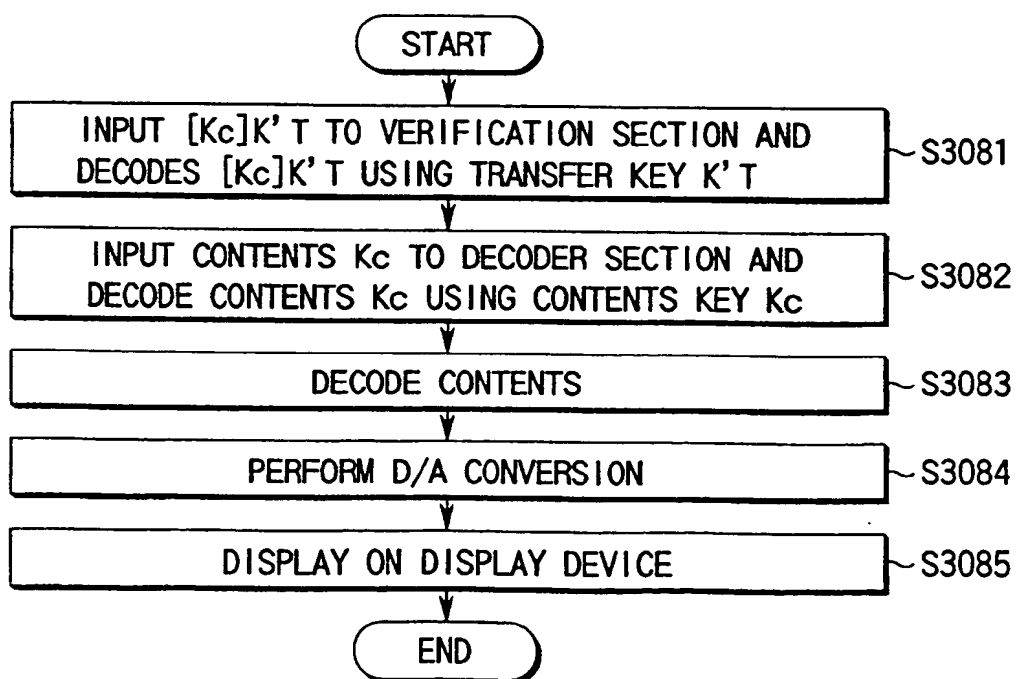 START
INPUT [Kc]K'T TO VERIFICATION SECTION AND
DECODES [Kc]K'T USING TRANSFER KEY K'T
S3081
INPUT CONTENTS Kc TO DECODER SECTION AND
DECODE CONTENTS Kc USING CONTENTS KEY Kc
S3082
DECODE CONTENTS
S3083
PERFORM D/A CONVERSION
S3084
DISPLAY ON DISPLAY DEVICE
S3085
END